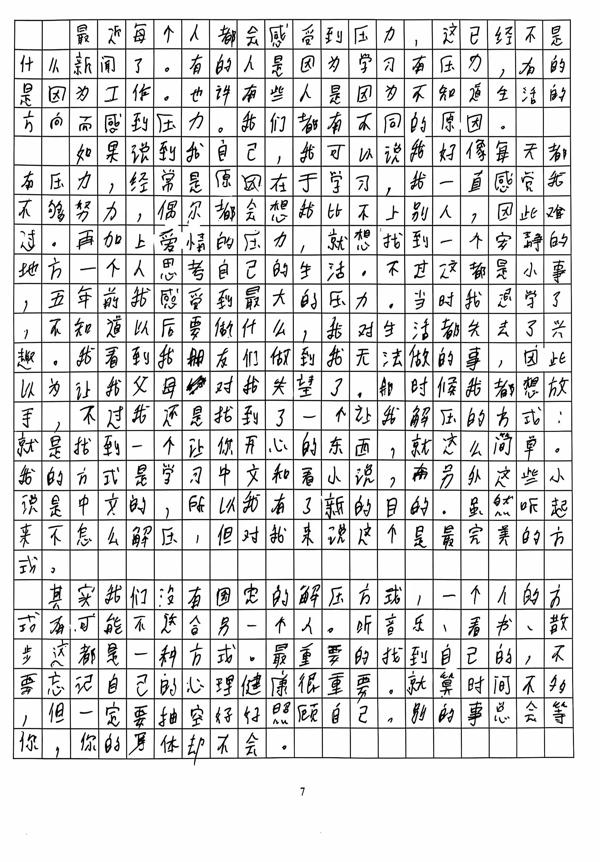 最近每个人都会感受到压力，这已经不是
什么新闻了。有的人是因为学习有压力，有的
是因为工作。也许有些人是因为不知道生活的
方向而感到压力。我们都有不同的原因。
如果说到我自己，我可以说我好像每天都
有压力，经常是原因在于学习，我一直感觉我
不够努力，偶尔都会想我比不上别人，因此难
过。再加上爱情的压力，就想找到一个安静的
地方一个人思考自己的生活。不过这都是小事
，五年前我感受到最大的压力。当时我退学了
，不知道以后要做什么，我对生活都失去了兴
趣。我看到我朋友们做到我无法做的事，因此
以为让我父母对我失望了。那时候我都想放
手，不过我还是找到了一个让我解压的方式：
就是找到一个让你开心的东西，就这么简单。
我的方式是学习中文和看小说，而另外这些小
说是中文的，所以我有了新的目的。虽然听起
来不怎么解压，但对我来说这个是最完美的方
式。
其实我们没有固定的解压方式，一个人的方
式有可能不适合另一个人。听音乐、看书、散
步这都是一种方式。最重要的找到自己的，不
要忘记自己的心理健康很重要。就算时间不多
，但一定要抽空好好照顾自己。别的事总会等
你，你的身体却不会。
7